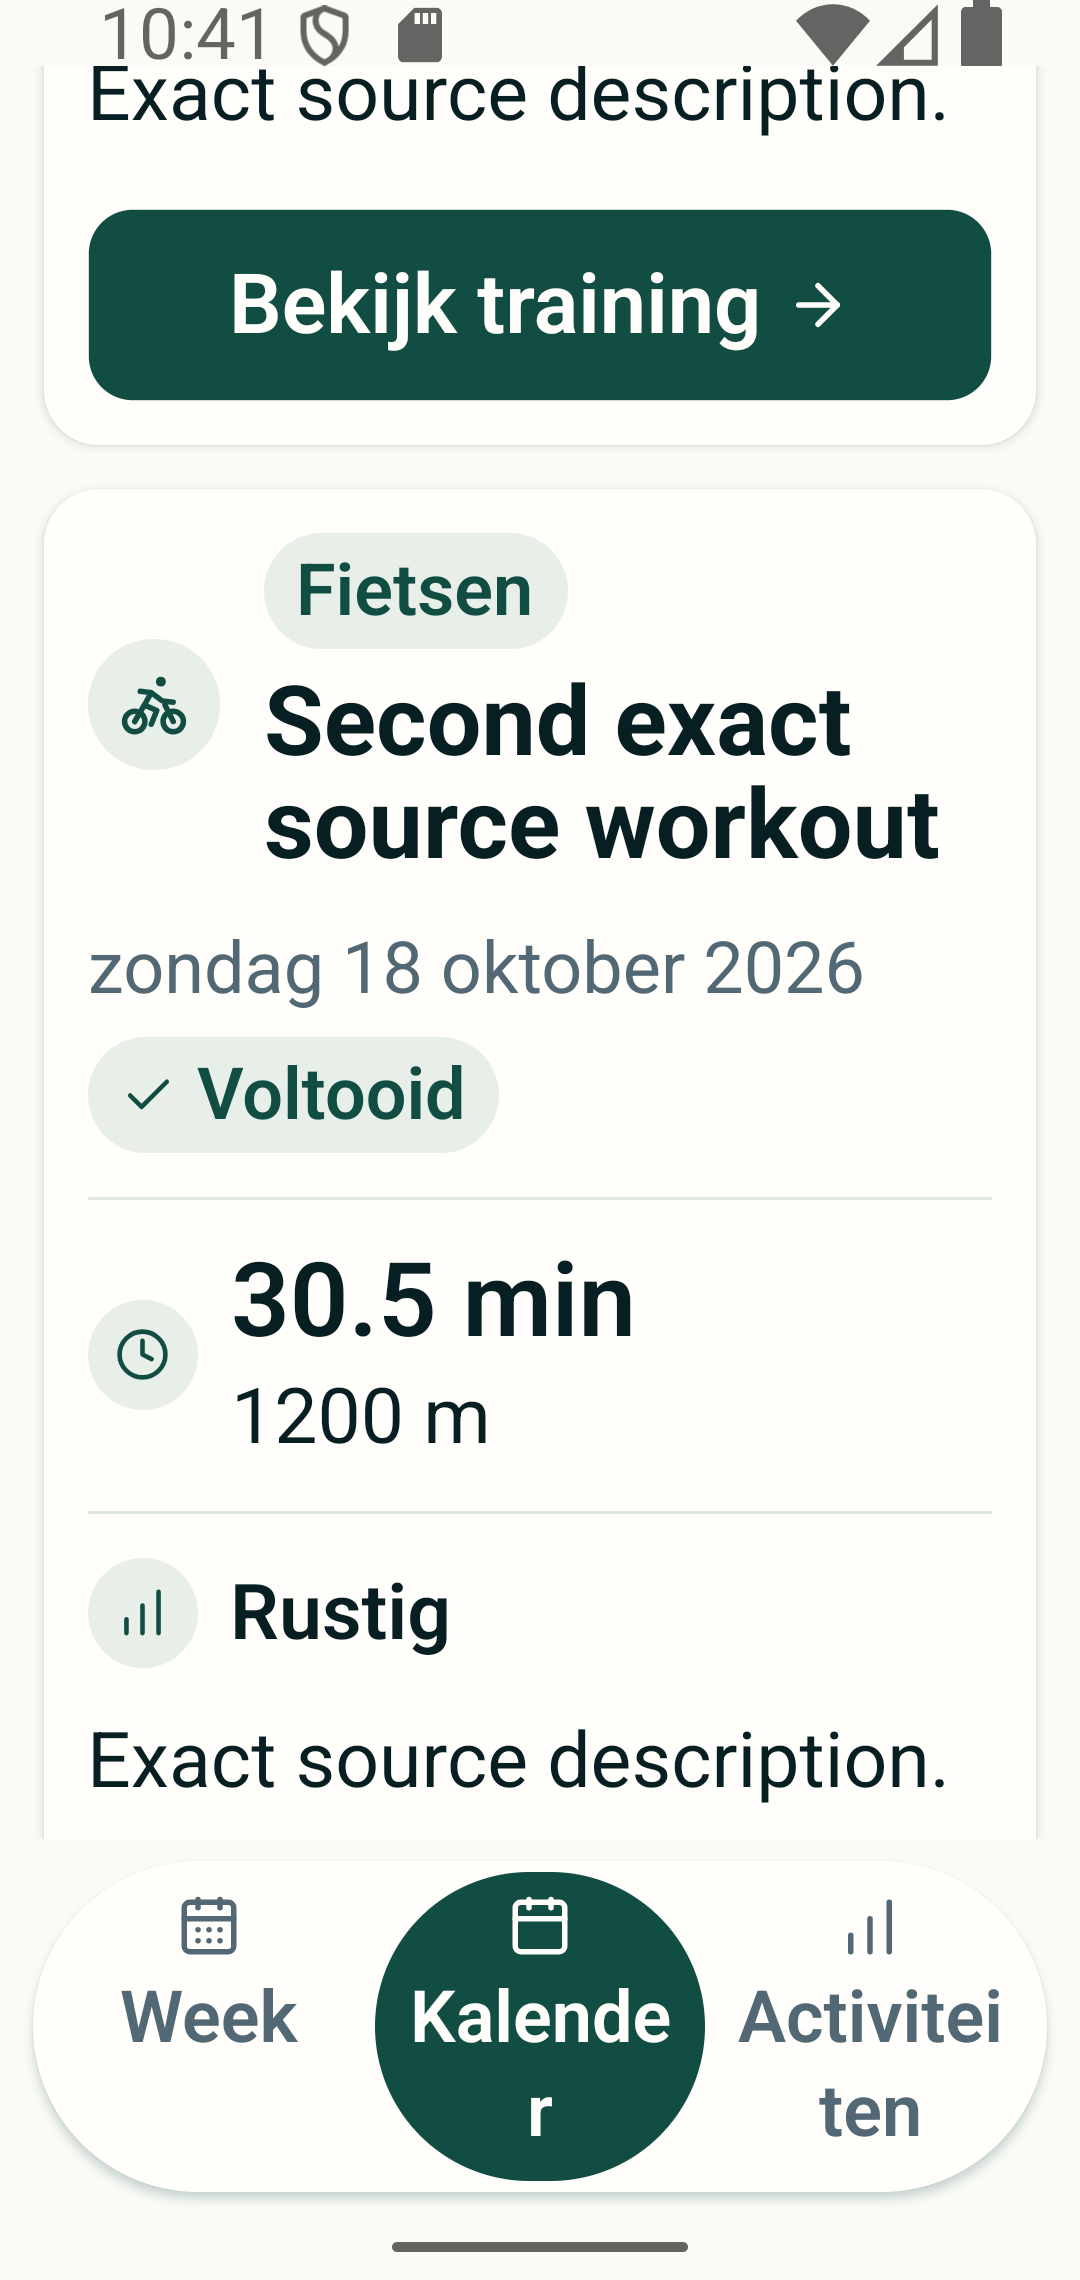 10:41
Exact source description.
Bekijk training
Fietsen
Second exact
source workout
zondag 18 oktober 2026
Voltooid
30.5 min
1200 m
Rustig
Exact source description.
Week
Kalende
r
Activitei
ten